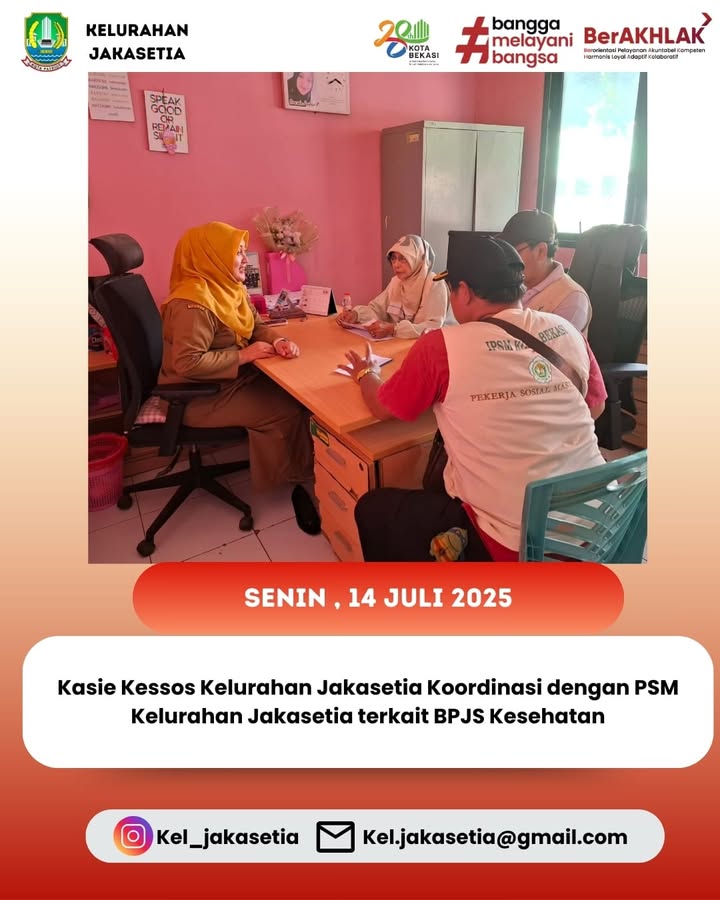 KELURAHAN
JAKASETIA
KOTA
BEKASI
#bangga
melayani
bangsa
BerAKHLAK
Berorientasi Pelayanan Akuntabel Kompeten
Harmonis Loyal Adaptif Kolaboratif
SPEAK
GOOD
OR
REMAIN
SILENT
IPSM KOTA BEKASI
PEKERJA SOSIAL
SENIN , 14 JULI 2025
Kasie Kessos Kelurahan Jakasetia Koordinasi dengan PSM
Kelurahan Jakasetia terkait BPJS Kesehatan
Kel_jakasetia
Kel.jakasetia@gmail.com